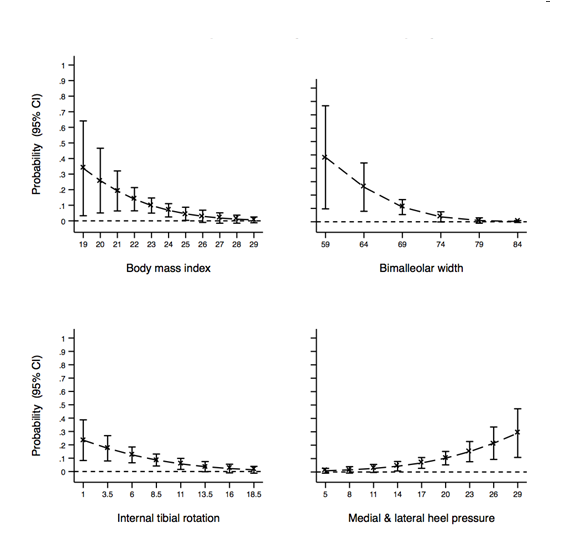 Probability (95% CI)
1
.9
.8
.7
.6
.5
.4
.3
.2
.1
0
19 20 21 22 23 24 25 26 27 28 29
Body mass index
59 64 69 74 79 84
Bimalleolar width
Probability (95% CI)
1
.9
.8
.7
.6
.5
.4
.3
.2
.1
0
1 3.5 6 8.5 11 13.5 16 18.5
Internal tibial rotation
5 8 11 14 17 20 23 26 29
Medial & lateral heel pressure